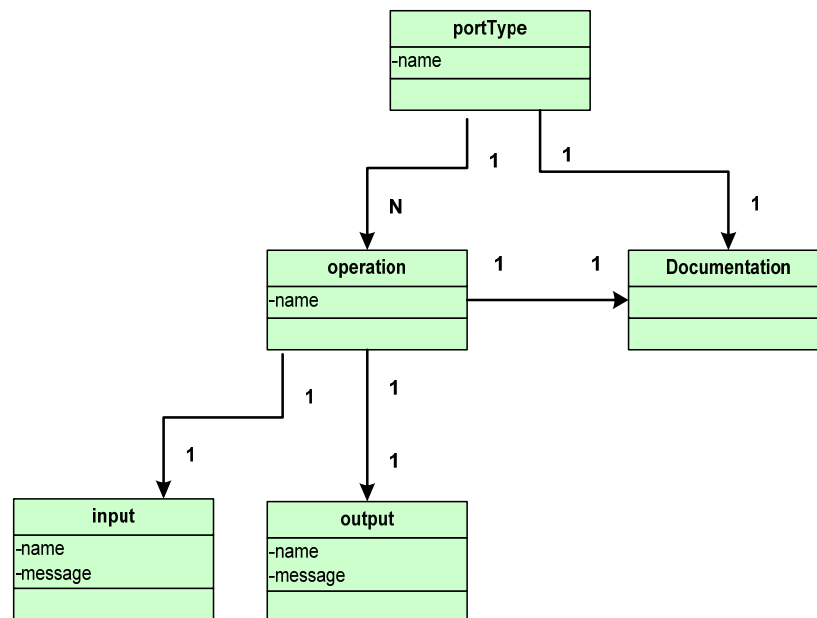 portType
-name
1
1
N
1
operation
-name
1
1
Documentation
1
1
1
1
input
-name
-message
output
-name
-message